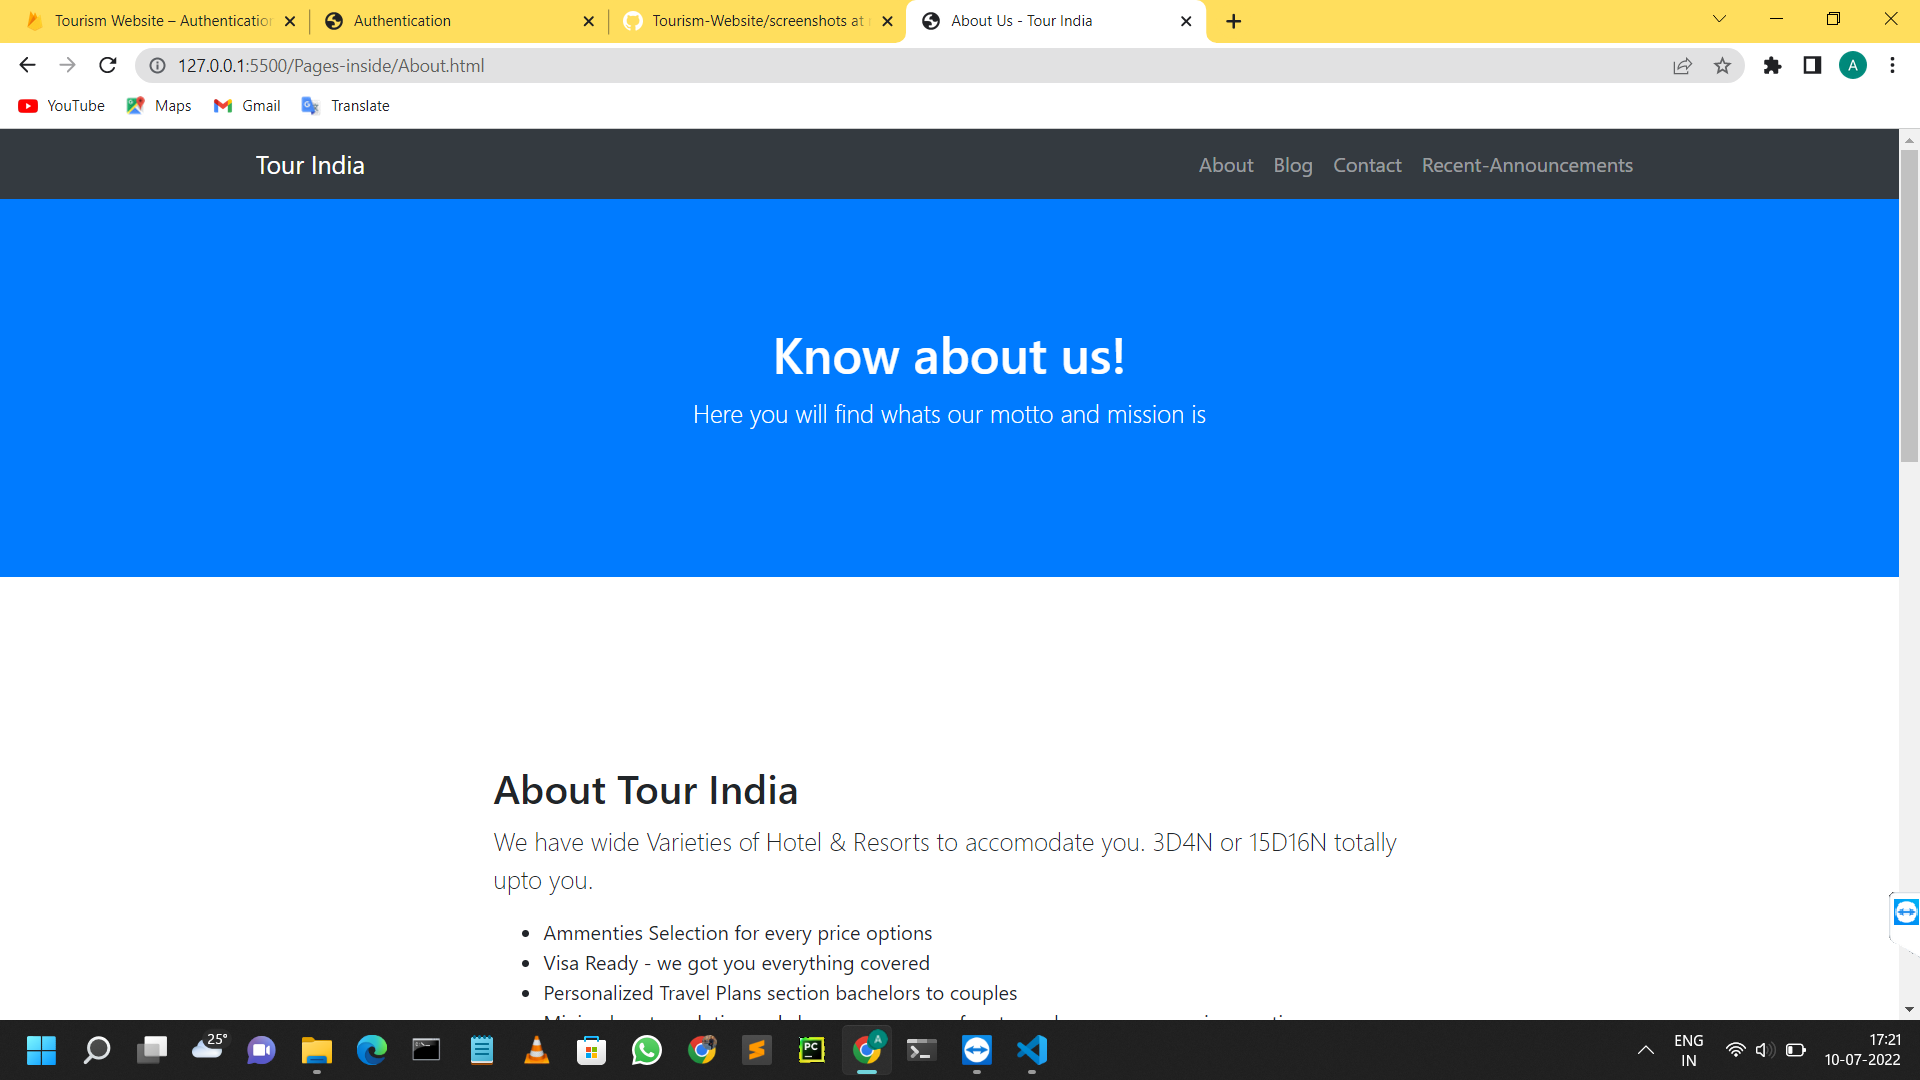 Tourism Website – Authentication
Authentication
Tourism-Website/screenshots at
About Us - Tour India
127.0.0.1:5500/Pages-inside/About.html
A
YouTube
Maps
Gmail
Translate
Tour India
About Blog Contact Recent-Announcements
Know about us!
Here you will find whats our motto and mission is
About Tour India
We have wide Varieties of Hotel & Resorts to accomodate you. 3D4N or 15D16N totally
upto you.
Ammenties Selection for every price options
Visa Ready - we got you everything covered
Personalized Travel Plans section bachelors to couples
25°
PC
A
ENG
IN
17:21
10-07-2022